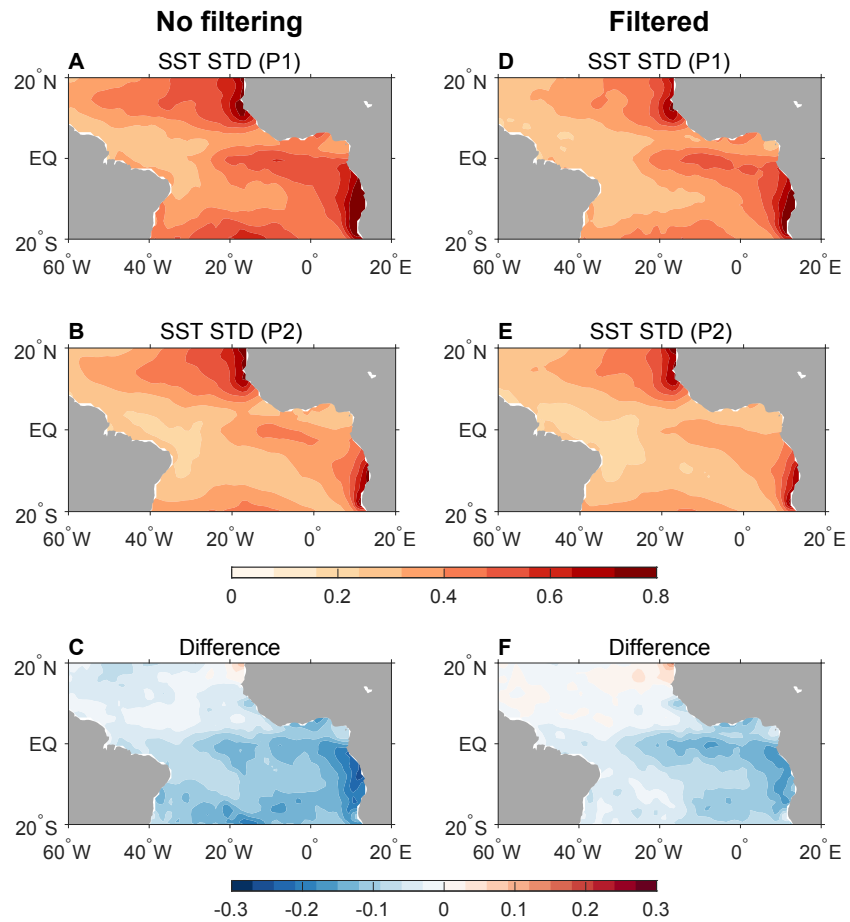 No filtering
Filtered
A SST STD (P1)
D SST STD (P1)
20° N
EQ
20° S
60° W 40° W 20° W 0° 20° E
20° N
EQ
20° S
60° W 40° W 20° W 0° 20° E
B SST STD (P2)
E SST STD (P2)
20° N
EQ
20° S
60° W 40° W 20° W 0° 20° E
20° N
EQ
20° S
60° W 40° W 20° W 0° 20° E
0 0.2 0.4 0.6 0.8
C Difference
F Difference
20° N
EQ
20° S
60° W 40° W 20° W 0° 20° E
20° N
EQ
20° S
60° W 40° W 20° W 0° 20° E
-0.3 -0.2 -0.1 0 0.1 0.2 0.3